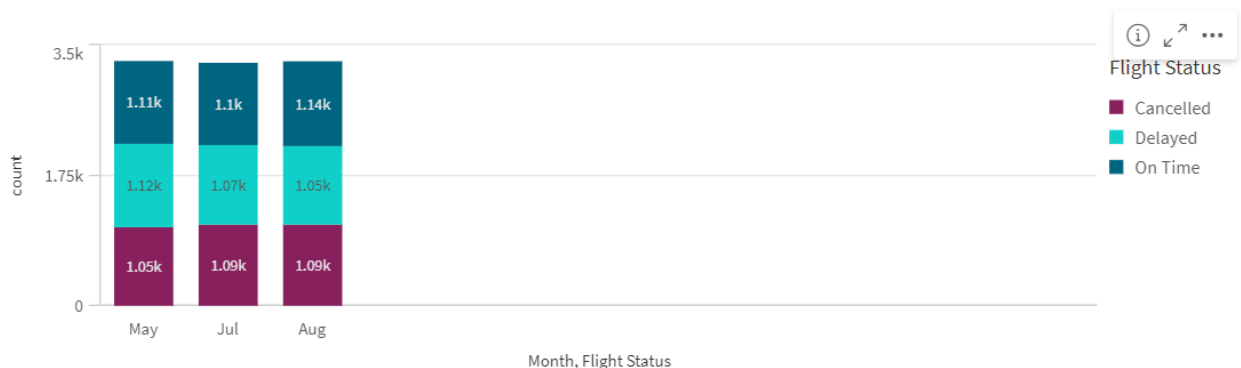 3.5k
Flight Status
1.11k 1.1k 1.14k
Cancelled
Delayed
On Time
count
1.75k
1.12k 1.07k 1.05k
1.05k 1.09k 1.09k
0
May Jul Aug
Month, Flight Status